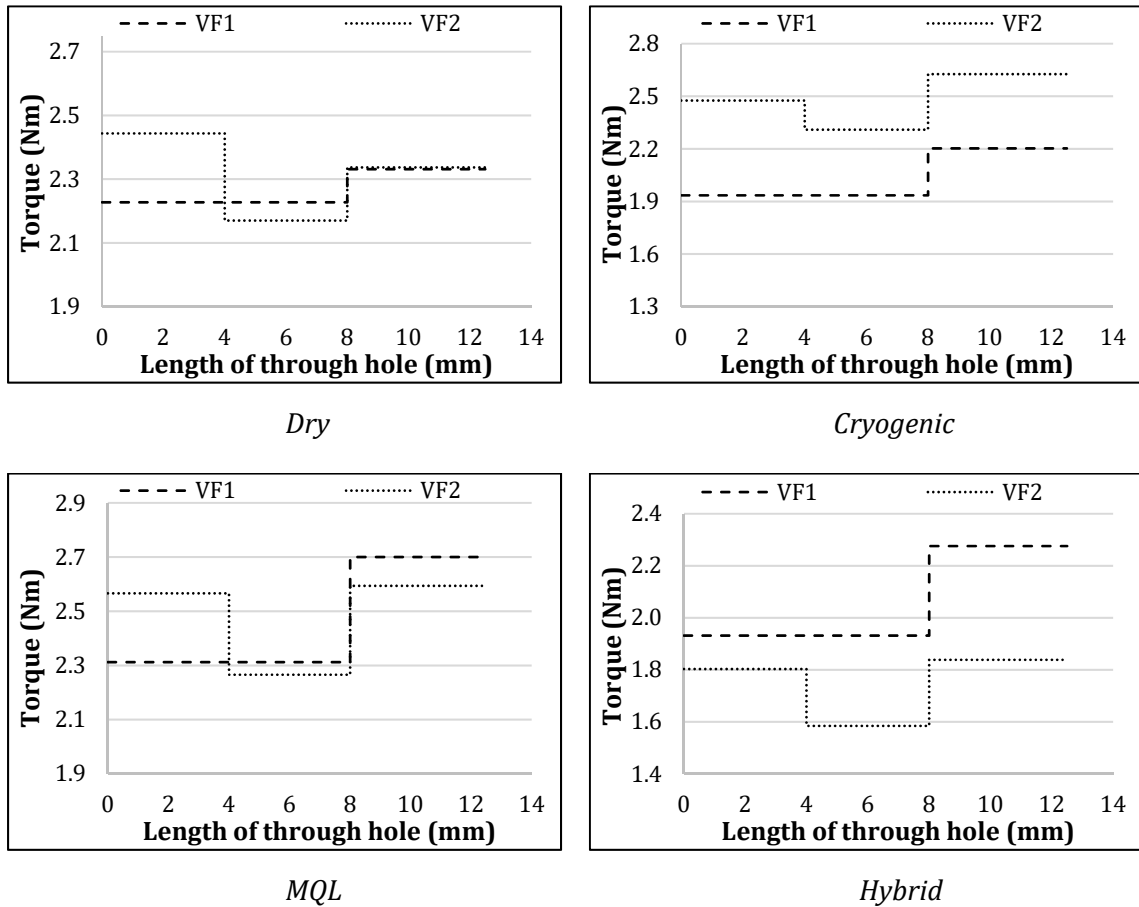 VF1 VF2
2.7
2.5
2.3
2.1
1.9
Torque (Nm)
0 2 4 6 8 10 12 14
Length of through hole (mm)
Dry
VF1 VF2
2.8
2.5
2.2
1.9
1.6
1.3
Torque (Nm)
0 2 4 6 8 10 12 14
Length of through hole (mm)
Cryogenic
VF1 VF2
2.9
2.7
2.5
2.3
2.1
1.9
Torque (Nm)
0 2 4 6 8 10 12 14
Length of through hole (mm)
MQL
VF1 VF2
2.4
2.2
2.0
1.8
1.6
1.4
Torque (Nm)
0 2 4 6 8 10 12 14
Length of through hole (mm)
Hybrid